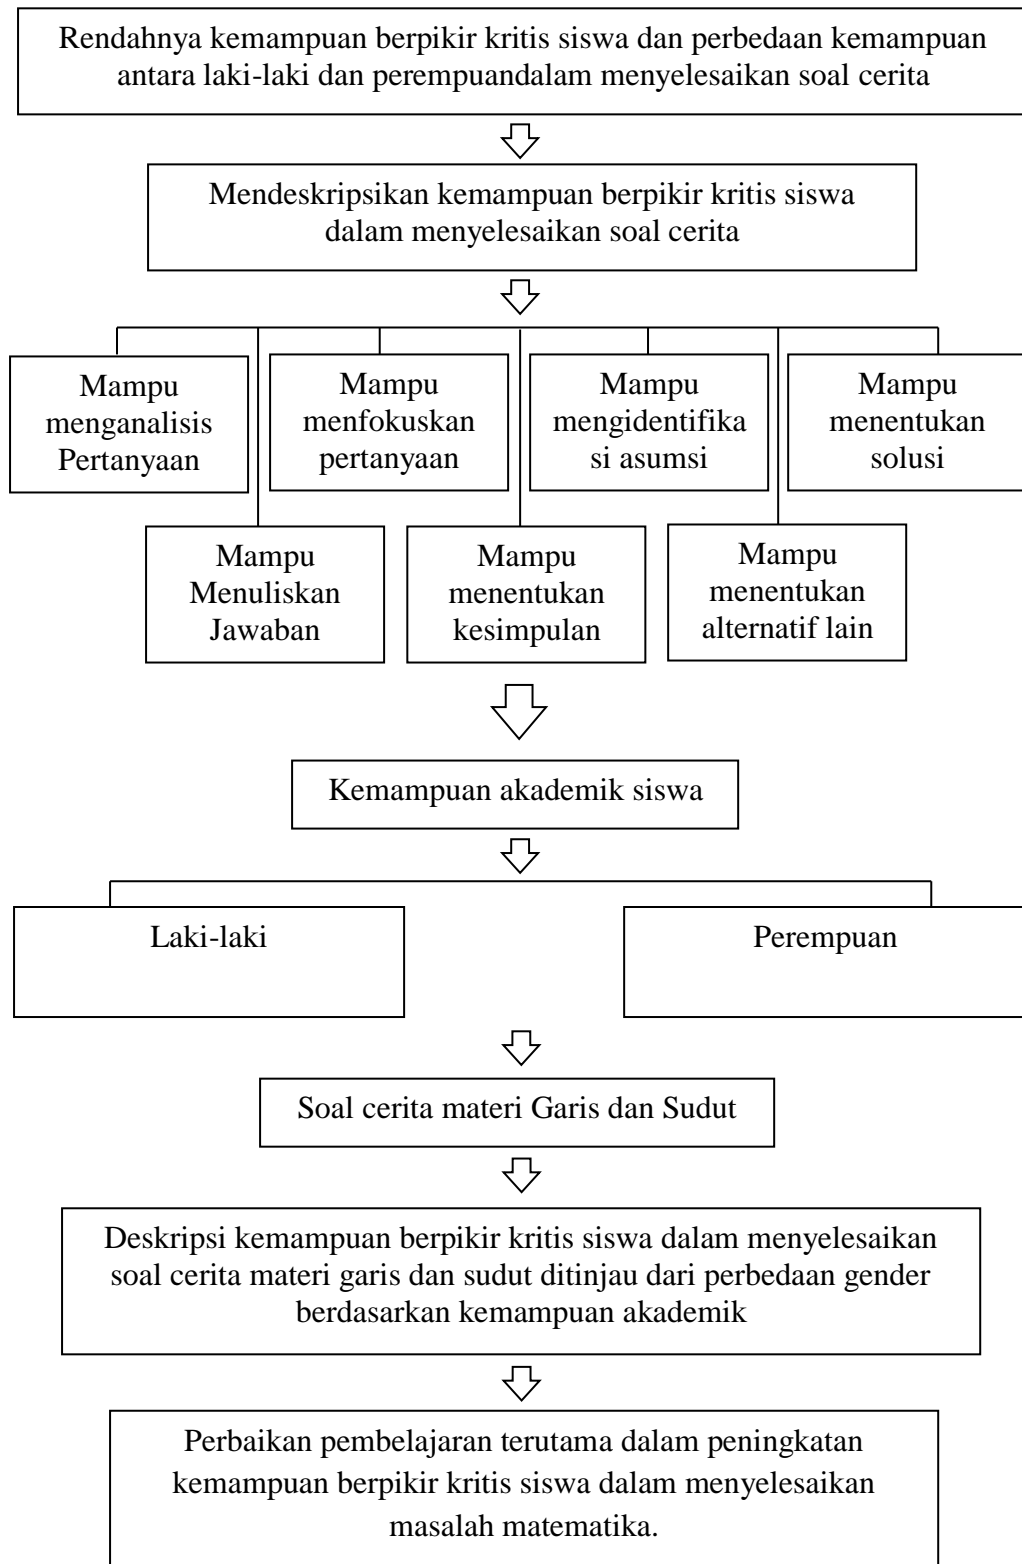 Rendahnya kemampuan berpikir kritis siswa dan perbedaan kemampuan
antara laki-laki dan perempuandalam menyelesaikan soal cerita
Mendeskripsikan kemampuan berpikir kritis siswa
dalam menyelesaikan soal cerita
Mampu
menganalisis
Pertanyaan
Mampu
menfokuskan
pertanyaan
Mampu
mengidentifika
si asumsi
Mampu
menentukan
solusi
Mampu
Menuliskan
Jawaban
Mampu
menentukan
kesimpulan
Mampu
menentukan
alternatif lain
Kemampuan akademik siswa
Laki-laki
Perempuan
Soal cerita materi Garis dan Sudut
Deskripsi kemampuan berpikir kritis siswa dalam menyelesaikan
soal cerita materi garis dan sudut ditinjau dari perbedaan gender
berdasarkan kemampuan akademik
Perbaikan pembelajaran terutama dalam peningkatan
kemampuan berpikir kritis siswa dalam menyelesaikan
masalah matematika.